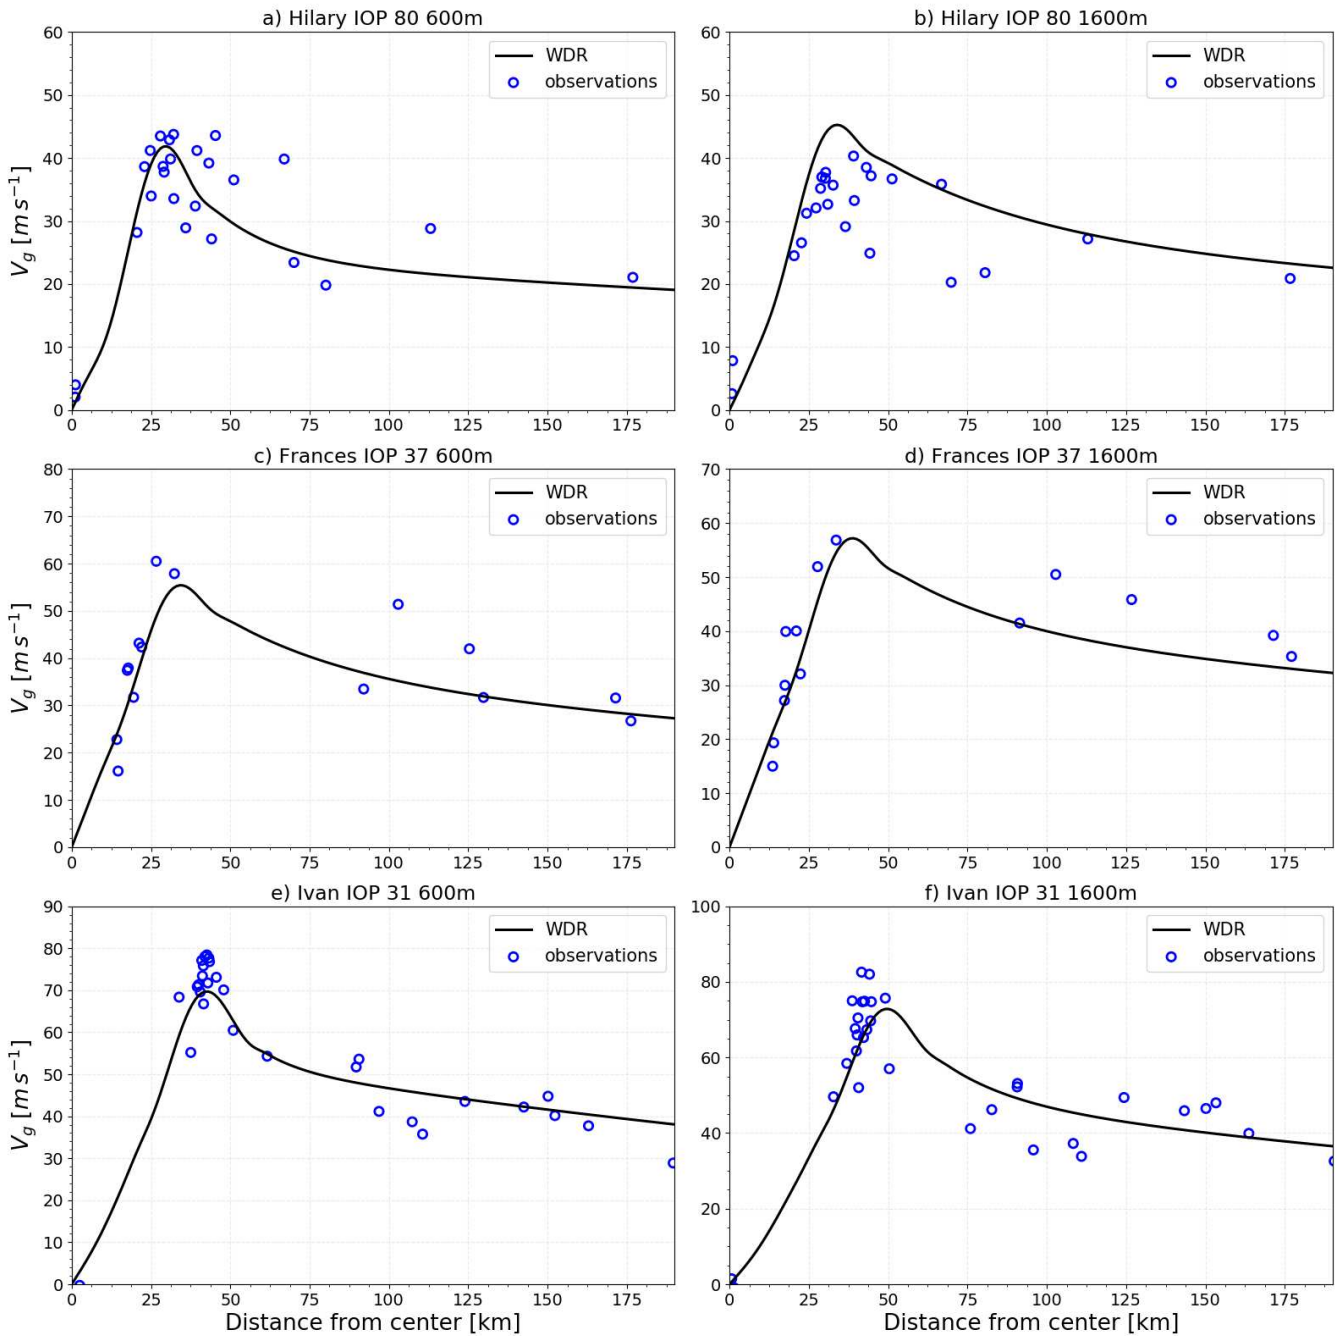 a) Hilary IOP 80 600m
60
50
40
30
20
10
0
V_g [m s⁻¹]
WDR
observations
0 25 50 75 100 125 150 175
b) Hilary IOP 80 1600m
60
50
40
30
20
10
0
WDR
observations
0 25 50 75 100 125 150 175
c) Frances IOP 37 600m
80
70
60
50
40
30
20
10
0
V_g [m s⁻¹]
WDR
observations
0 25 50 75 100 125 150 175
d) Frances IOP 37 1600m
70
60
50
40
30
20
10
0
WDR
observations
0 25 50 75 100 125 150 175
e) Ivan IOP 31 600m
90
80
70
60
50
40
30
20
10
0
V_g [m s⁻¹]
WDR
observations
0 25 50 75 100 125 150 175
Distance from center [km]
f) Ivan IOP 31 1600m
100
80
60
40
20
0
WDR
observations
0 25 50 75 100 125 150 175
Distance from center [km]